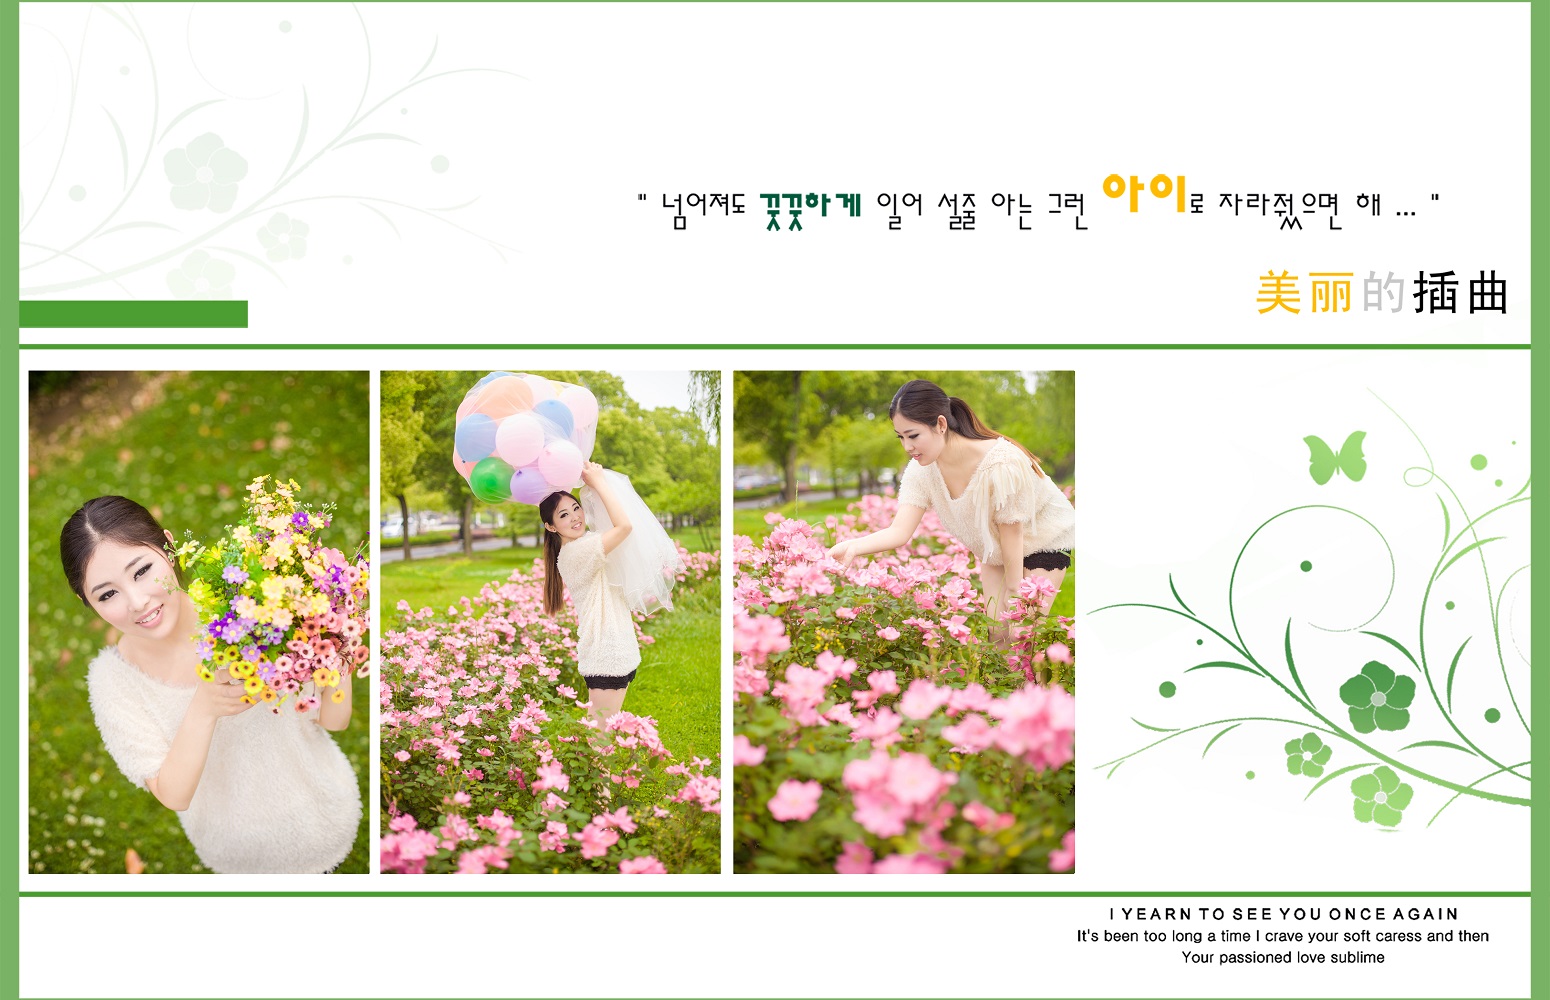 " 넘어져도 꿋꿋하게 일어 설줄 아는 그런 아이로 자라줬으면 해 ... "
美丽的插曲
I YEARN TO SEE YOU ONCE AGAIN
It's been too long a time I crave your soft caress and then
Your passioned love sublime